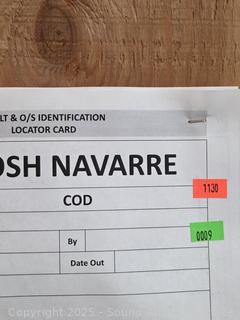 LT & O/S IDENTIFICATION
LOCATOR CARD
OSH NAVARRE
1130
COD
0009
By
Date Out
Copyright 2025 - Sound